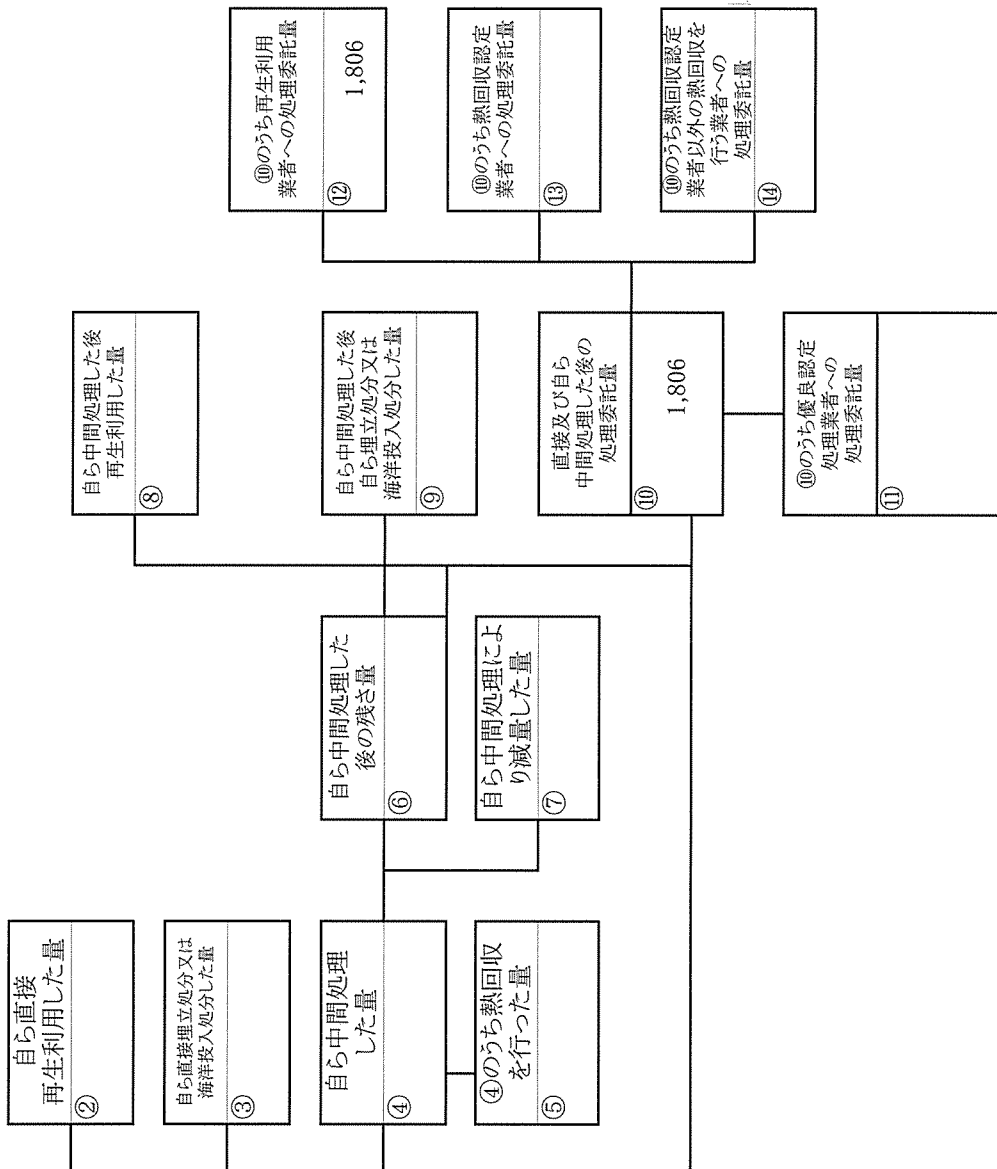 自ら直接
再生利用した量
②
自ら直接埋立処分又は
海洋投入処分した量
③
自ら中間処理
した量
④
④のうち熱回収
を行った量
⑤
自ら中間処理した
後の残さ量
⑥
自ら中間処理によ
り減量した量
⑦
自ら中間処理した後
再生利用した量
⑧
自ら中間処理した後
自ら埋立処分又は
海洋投入処分した量
⑨
直接及び自ら
中間処理した後の
処理委託量
⑩
1,806
⑩のうち優良認定
処理業者への
処理委託量
⑪
⑩のうち再生利用
業者への処理委託量
⑫
1,806
⑩のうち熱回収認定
業者への処理委託量
⑬
⑩のうち熱回収認定
業者以外の熱回収を
行う業者への
処理委託量
⑭